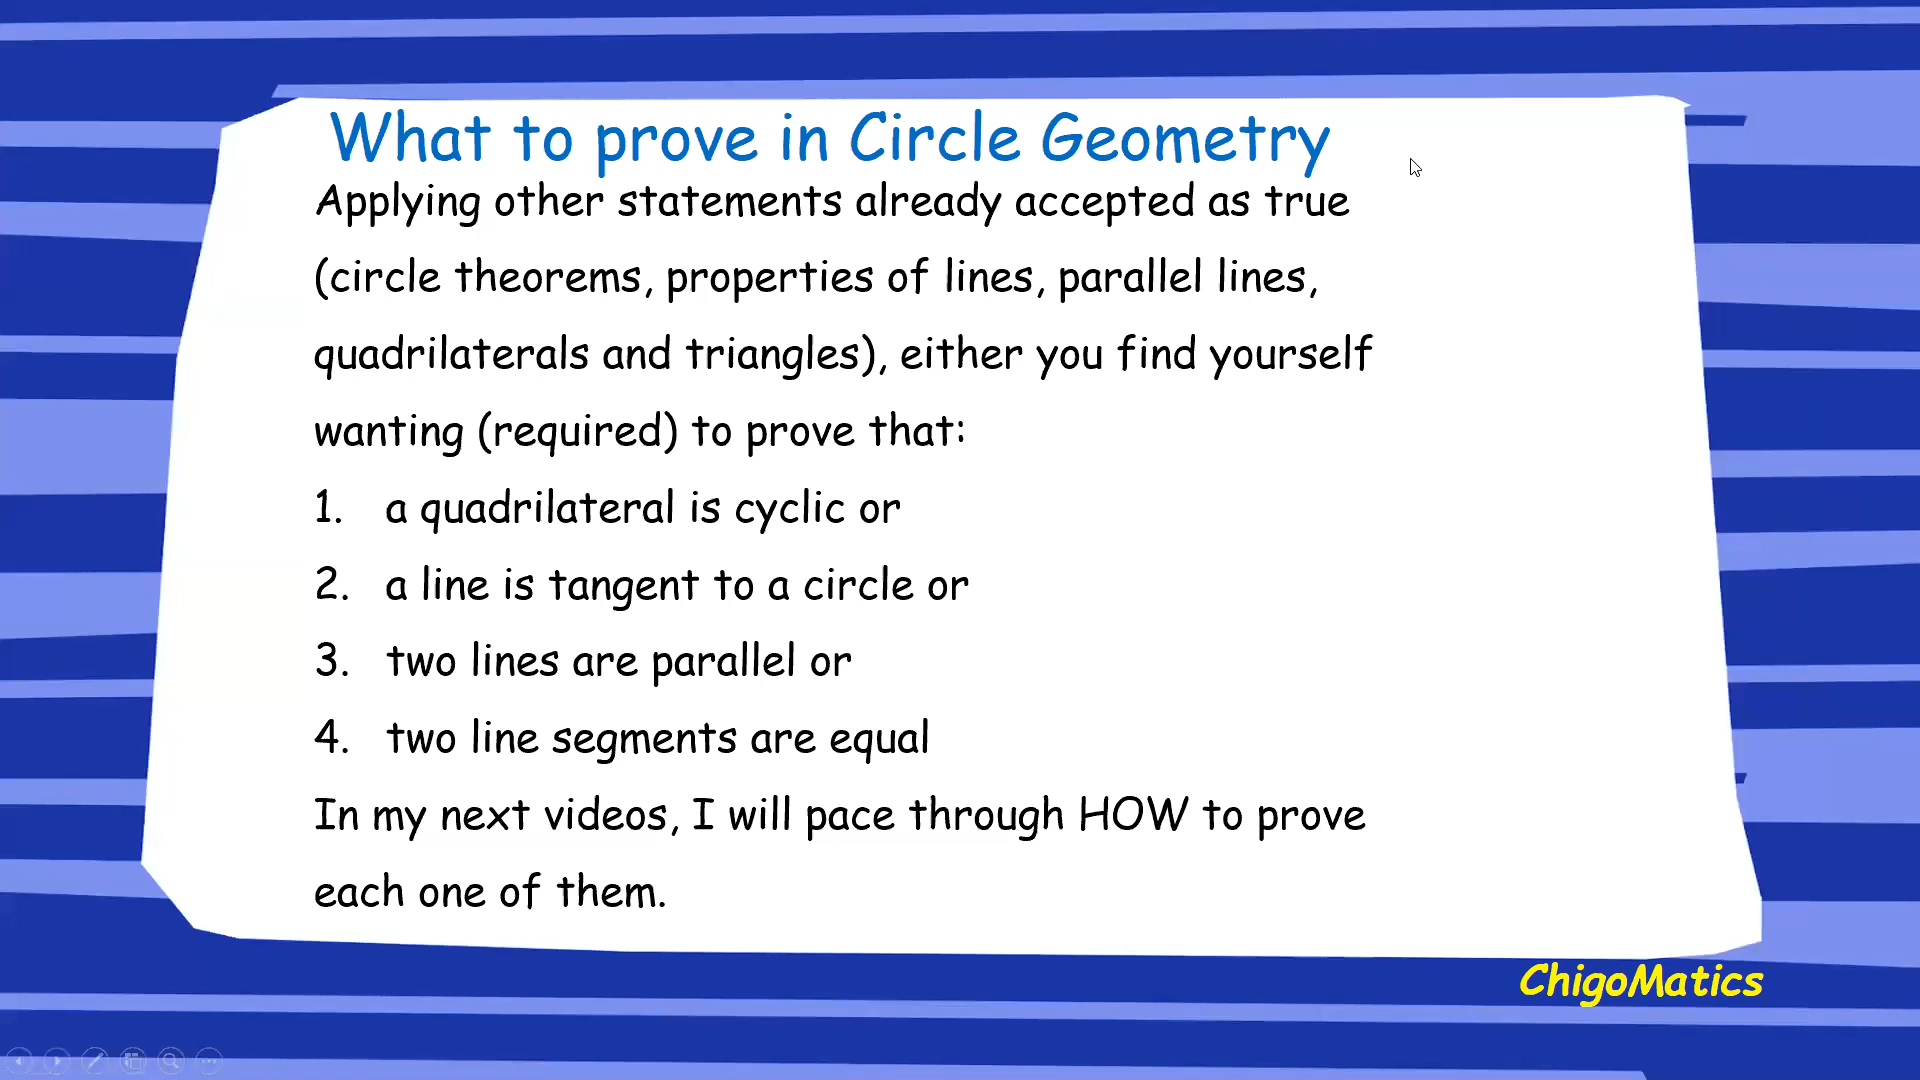 What to prove in Circle Geometry
Applying other statements already accepted as true
(circle theorems, properties of lines, parallel lines,
quadrilaterals and triangles), either you find yourself
wanting (required) to prove that:
1. a quadrilateral is cyclic or
2. a line is tangent to a circle or
3. two lines are parallel or
4. two line segments are equal
In my next videos, I will pace through HOW to prove
each one of them.
ChigoMatics